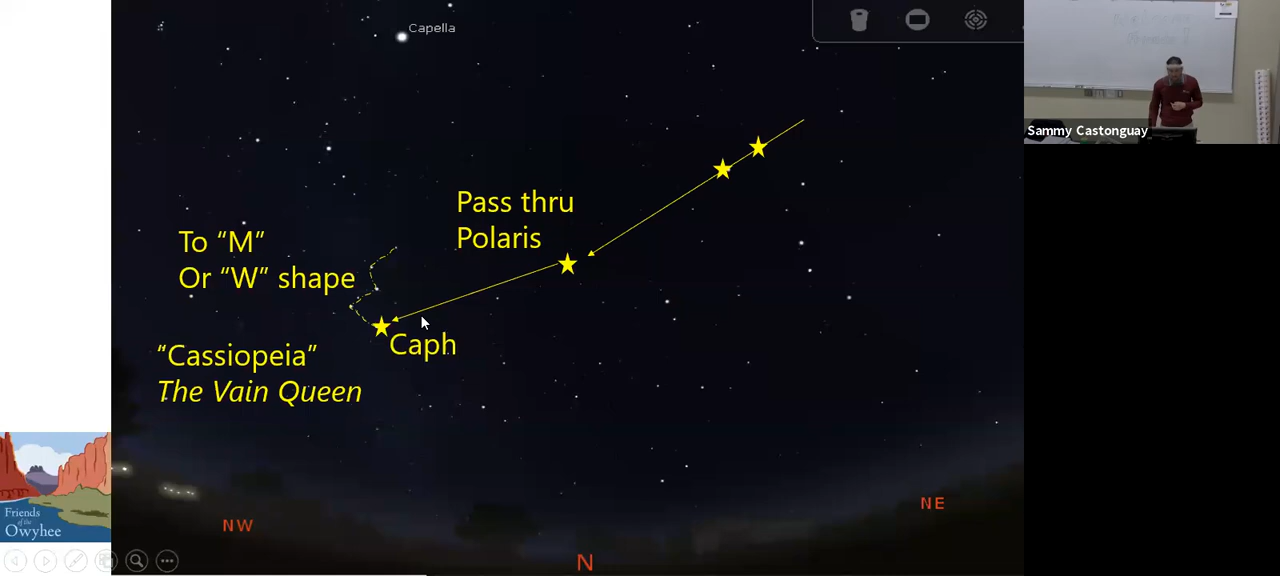 Capella
Sammy Castonguay
Pass thru
Polaris
To “M”
Or “W” shape
Caph
“Cassiopeia”
The Vain Queen
Friends
of the
Owyhee
NW
N
NE